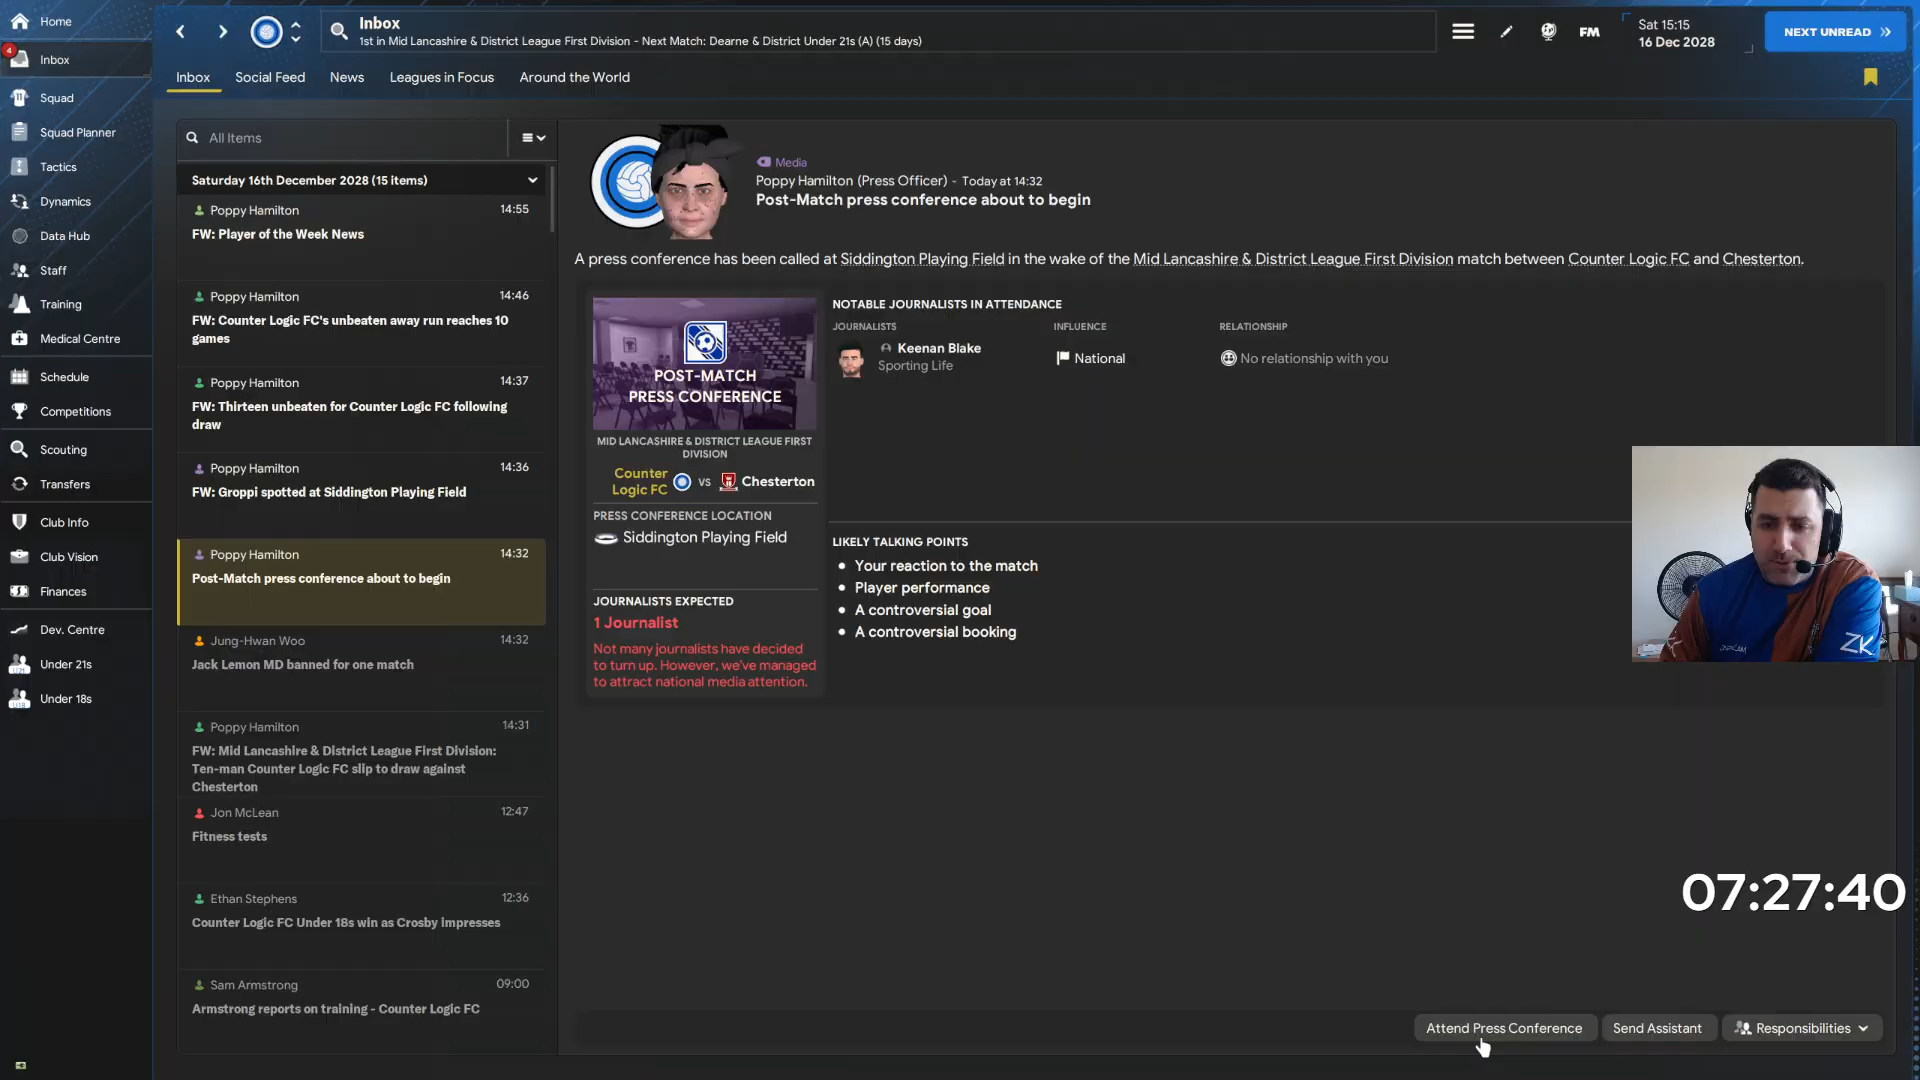 Home
4
Inbox
Squad
Squad Planner
Tactics
Dynamics
Data Hub
Staff
Training
Medical Centre
Schedule
Competitions
Scouting
Transfers
Club Info
Club Vision
Finances
Dev. Centre
Under 21s
Under 18s
Inbox
1st in Mid Lancashire & District League First Division - Next Match: Dearne & District Under 21s (A) (15 days)
FM
Sat 15:15
16 Dec 2028
NEXT UNREAD
Inbox
Social Feed
News
Leagues in Focus
Around the World
All Items
Saturday 16th December 2028 (15 items)
Poppy Hamilton 14:55
FW: Player of the Week News
Poppy Hamilton 14:46
FW: Counter Logic FC's unbeaten away run reaches 10
games
Poppy Hamilton 14:37
FW: Thirteen unbeaten for Counter Logic FC following
draw
Poppy Hamilton 14:36
FW: Groppi spotted at Siddington Playing Field
Poppy Hamilton 14:32
Post-Match press conference about to begin
Jung-Hwan Woo 14:32
Jack Lemon MD banned for one match
Poppy Hamilton 14:31
FW: Mid Lancashire & District League First Division:
Ten-man Counter Logic FC slip to draw against
Chesterton
Jon McLean 12:47
Fitness tests
Ethan Stephens 12:36
Counter Logic FC Under 18s win as Crosby impresses
Sam Armstrong 09:00
Armstrong reports on training - Counter Logic FC
Media
Poppy Hamilton (Press Officer) - Today at 14:32
Post-Match press conference about to begin
A press conference has been called at Siddington Playing Field in the wake of the Mid Lancashire & District League First Division match between Counter Logic FC and Chesterton.
POST-MATCH
PRESS CONFERENCE
MID LANCASHIRE & DISTRICT LEAGUE FIRST
DIVISION
Counter
Logic FC vs Chesterton
PRESS CONFERENCE LOCATION
Siddington Playing Field
JOURNALISTS EXPECTED
1 Journalist
Not many journalists have decided
to turn up. However, we've managed
to attract national media attention.
NOTABLE JOURNALISTS IN ATTENDANCE
JOURNALISTS INFLUENCE RELATIONSHIP
Keenan Blake
Sporting Life
National
No relationship with you
LIKELY TALKING POINTS
Your reaction to the match
Player performance
A controversial goal
A controversial booking
ZK
07:27:40
Attend Press Conference
Send Assistant
Responsibilities